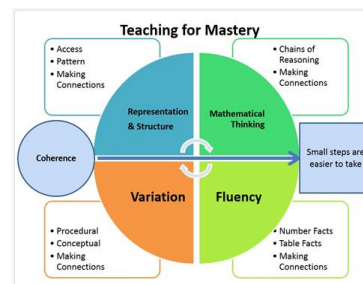 Teaching for Mastery
• Access
• Pattern
• Making
Connections
• Chains of
Reasoning
• Making
Connections
Representation
& Structure
Mathematical
Thinking
Coherence
Small steps are
easier to take
Variation
Fluency
• Procedural
• Conceptual
• Making
Connections
• Number Facts
• Table Facts
• Making
Connections